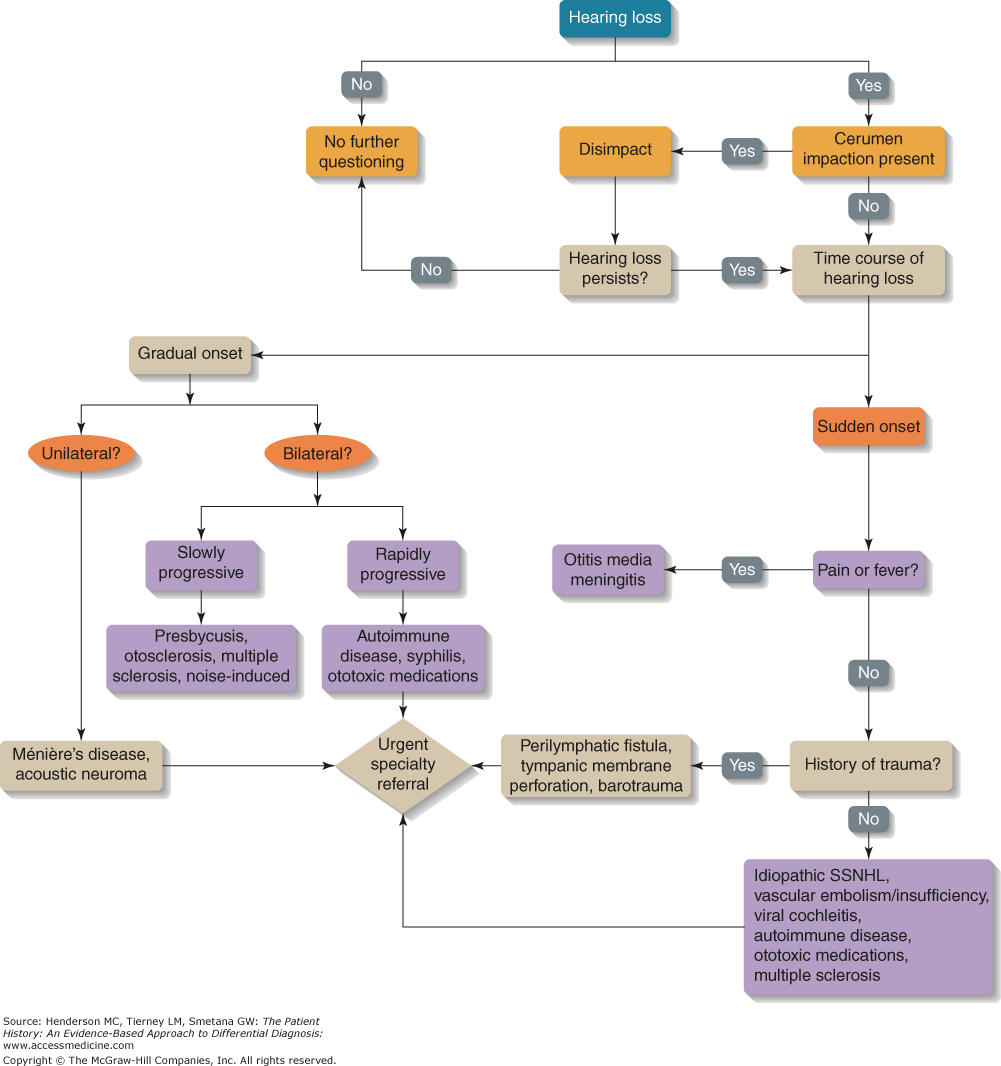 Hearing loss
No
Yes
No further
questioning
Disimpact
Yes
Cerumen
impaction present
No
Hearing loss
persists?
No
Yes
Time course of
hearing loss
Gradual onset
Sudden onset
Unilateral?
Bilateral?
Slowly
progressive
Rapidly
progressive
Otitis media
meningitis
Yes
Pain or fever?
Presbycusis,
otosclerosis, multiple
sclerosis, noise-induced
Autoimmune
disease, syphilis,
ototoxic medications
No
Ménière's disease,
acoustic neuroma
Urgent
specialty
referral
Perilymphatic fistula,
tympanic membrane
perforation, barotrauma
Yes
History of trauma?
No
Idiopathic SSNHL,
vascular embolism/insufficiency,
viral cochleitis,
autoimmune disease,
ototoxic medications,
multiple sclerosis
Source: Henderson MC, Tierney LM, Smetana GW: The Patient
History: An Evidence-Based Approach to Differential Diagnosis:
www.accessmedicine.com
Copyright © The McGraw-Hill Companies, Inc. All rights reserved.